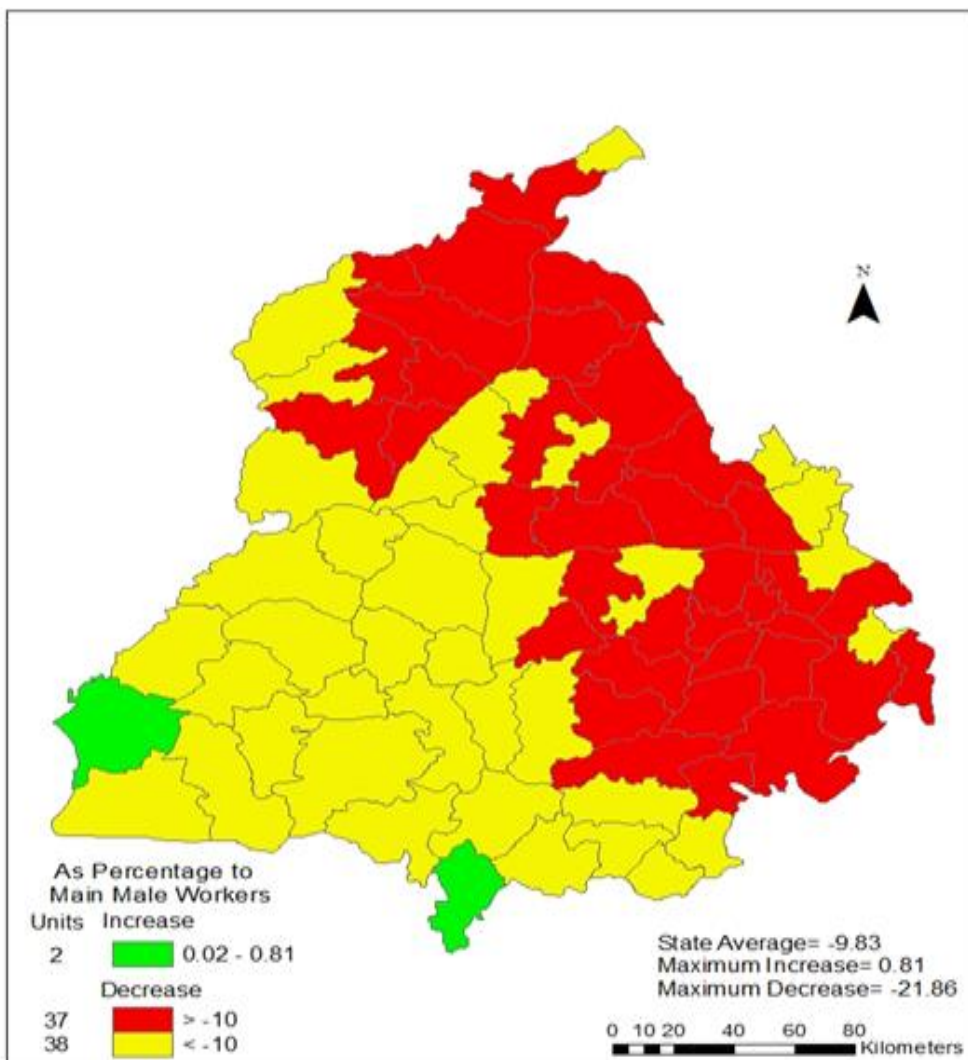 N
As Percentage to
Main Male Workers
Units Increase
2 0.02 - 0.81
Decrease
37 > -10
38 < -10
State Average= -9.83
Maximum Increase= 0.81
Maximum Decrease= -21.86
0 10 20 40 60 80
Kilometers